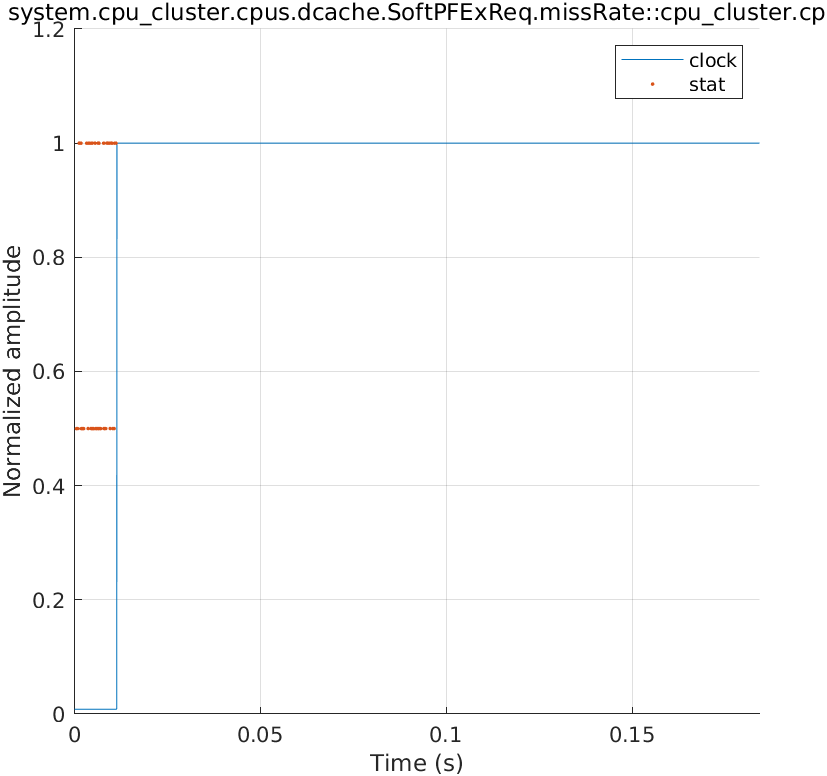 system.cpu_cluster.cpus.dcache.SoftPFExReq.missRate::cpu_cluster.cp
1.2
clock
stat
1
0.8
0.6
0.4
0.2
0
Normalized amplitude
0
0.05
0.1
0.15
Time (s)